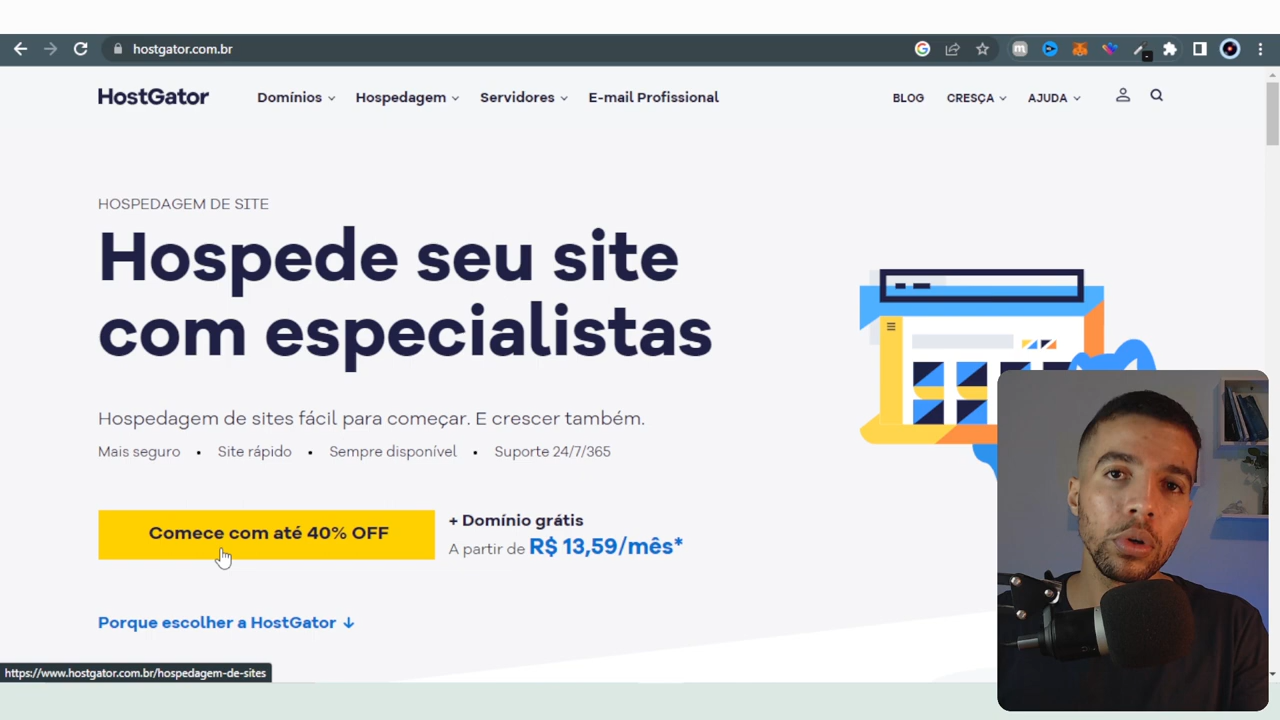 hostgator.com.br
HostGator
Domínios
Hospedagem
Servidores
E-mail Profissional
BLOG
CRESÇA
AJUDA
HOSPEDAGEM DE SITE
Hospede seu site
com especialistas
Hospedagem de sites fácil para começar. E crescer também.
Mais seguro • Site rápido • Sempre disponível • Suporte 24/7/365
Comece com até 40% OFF
+ Domínio grátis
A partir de R$ 13,59/mês*
Porque escolher a HostGator ↓
https://www.hostgator.com.br/hospedagem-de-sites